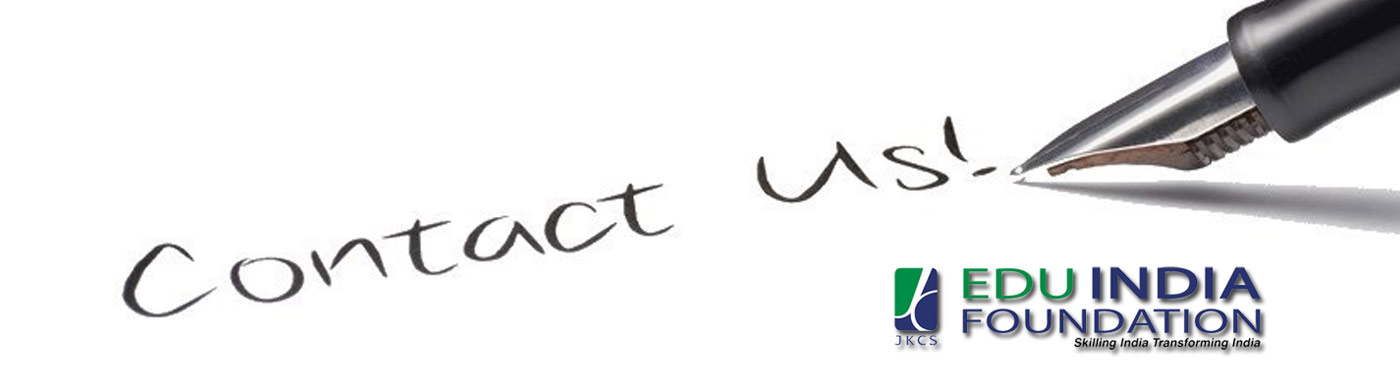 Contact us!
JKCS
EDU INDIA
FOUNDATION
Skilling India Transforming India